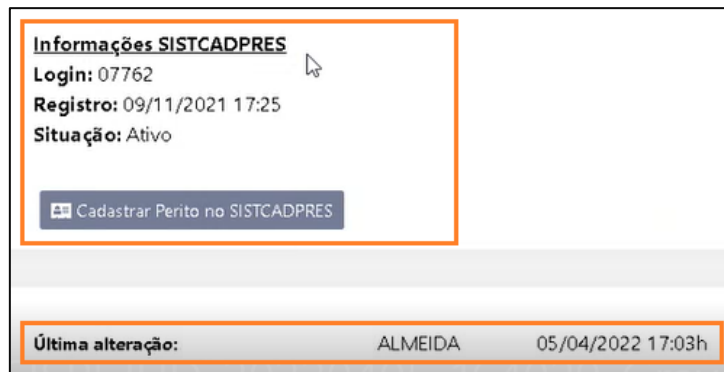 Informações SISTCADPRES
Login: 07762
Registro: 09/11/2021 17:25
Situação: Ativo
Cadastrar Perito no SISTCADPRES
Última alteração: ALMEIDA 05/04/2022 17:03h